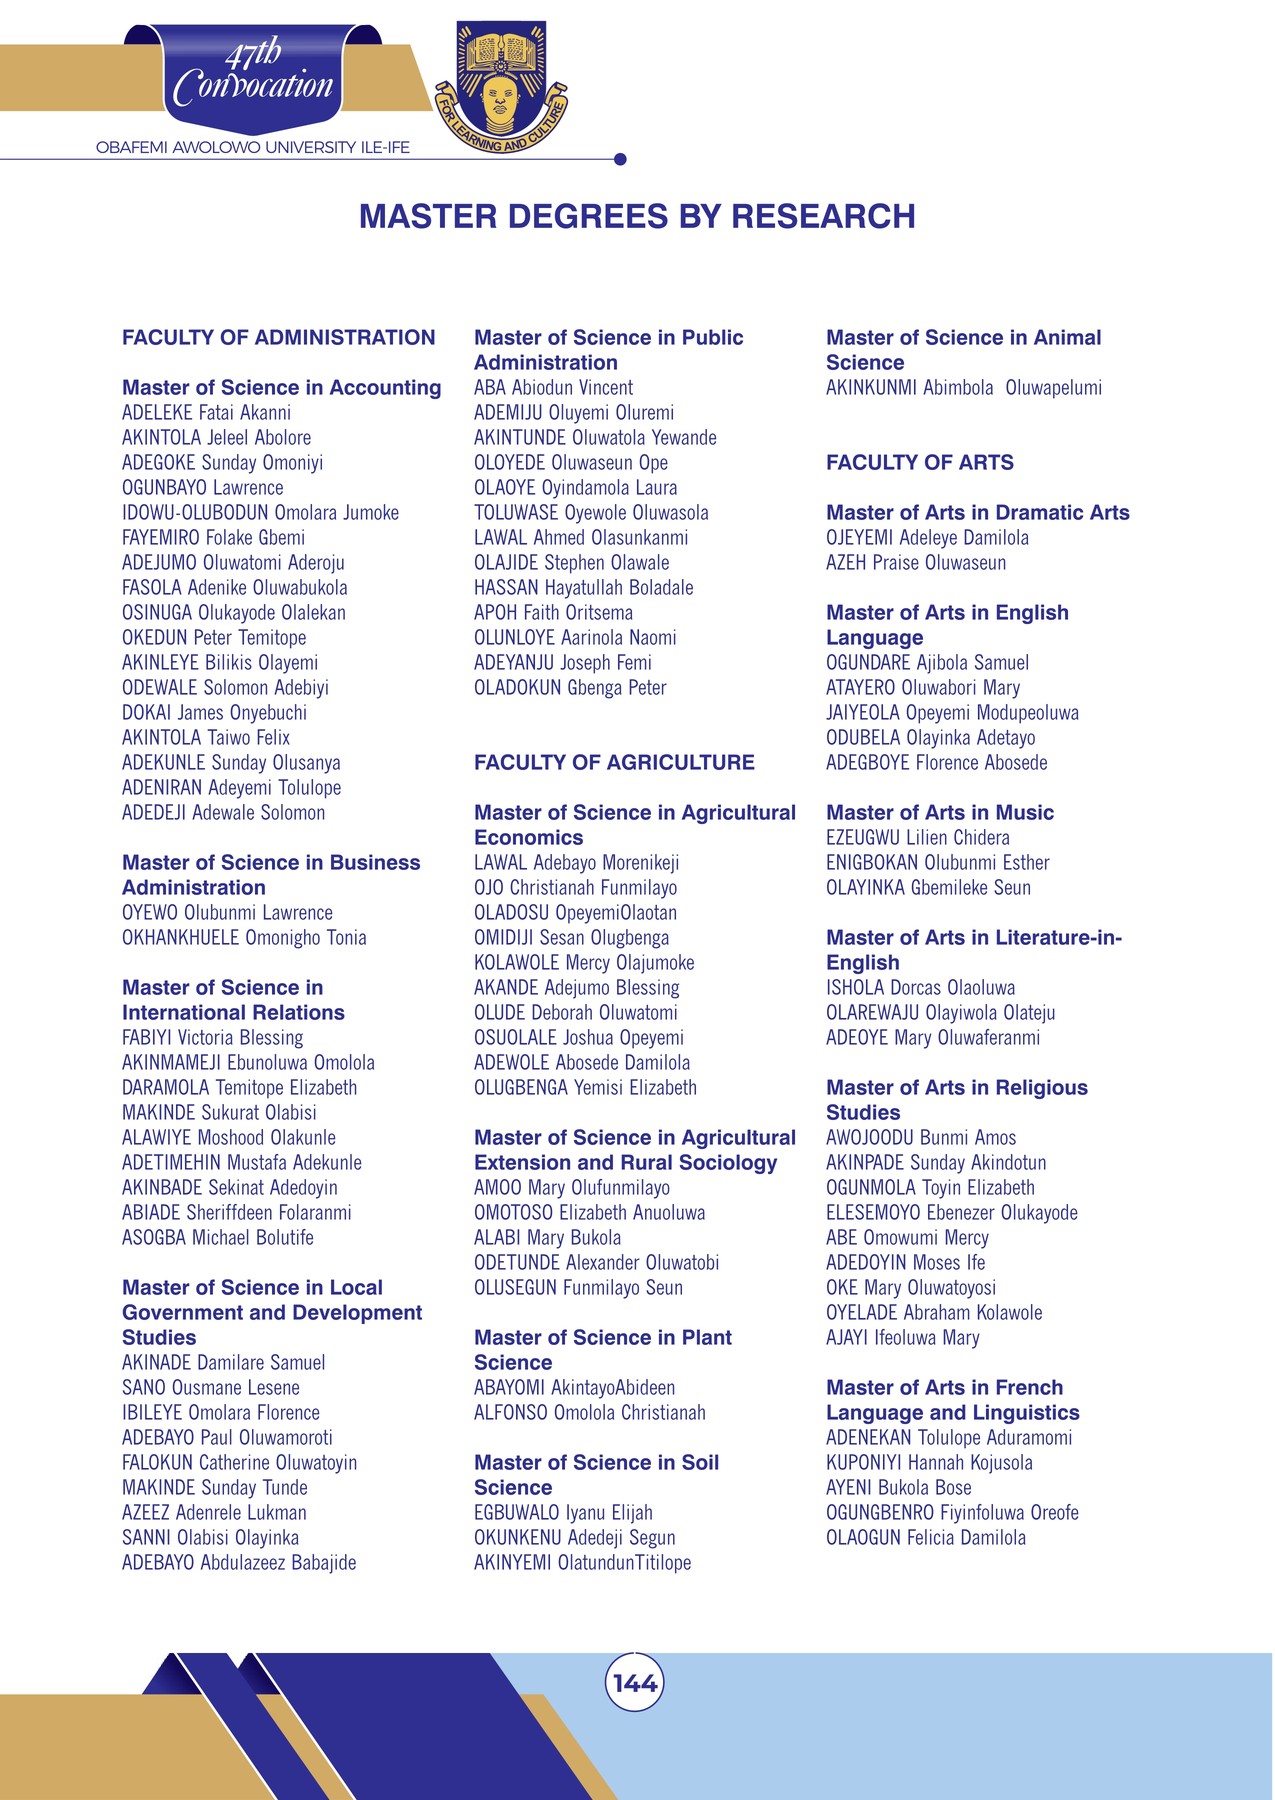 47th
Convocation
FOR LEARNING AND CULTURE
OBAFEMI AWOLOWO UNIVERSITY ILE-IFE
MASTER DEGREES BY RESEARCH
FACULTY OF ADMINISTRATION
Master of Science in Accounting
ADELEKE Fatai Akanni
AKINTOLA Jeleel Abolore
ADEGOKE Sunday Omoniyi
OGUNBAYO Lawrence
IDOWU-OLUBODUN Omolara Jumoke
FAYEMIRO Folake Gbemi
ADEJUMO Oluwatomi Aderoju
FASOLA Adenike Oluwabukola
OSINUGA Olukayode Olalekan
OKEDUN Peter Temitope
AKINLEYE Bilikis Olayemi
ODEWALE Solomon Adebiyi
DOKAI James Onyebuchi
AKINTOLA Taiwo Felix
ADEKUNLE Sunday Olusanya
ADENIRAN Adeyemi Tolulope
ADEDEJI Adewale Solomon
Master of Science in Business
Administration
OYEWO Olubunmi Lawrence
OKHANKHUELE Omonigho Tonia
Master of Science in
International Relations
FABIYI Victoria Blessing
AKINMAMEJI Ebunoluwa Omolola
DARAMOLA Temitope Elizabeth
MAKINDE Sukurat Olabisi
ALAWIYE Moshood Olakunle
ADETIMEHIN Mustafa Adekunle
AKINBADE Sekinat Adedoyin
ABIADE Sheriffdeen Folaranmi
ASOGBA Michael Bolutife
Master of Science in Local
Government and Development
Studies
AKINADE Damilare Samuel
SANO Ousmane Lesene
IBILEYE Omolara Florence
ADEBAYO Paul Oluwamoroti
FALOKUN Catherine Oluwatoyin
MAKINDE Sunday Tunde
AZEEZ Adenrele Lukman
SANNI Olabisi Olayinka
ADEBAYO Abdulazeez Babajide
Master of Science in Public
Administration
ABA Abiodun Vincent
ADEMIJU Oluyemi Oluremi
AKINTUNDE Oluwatola Yewande
OLOYEDE Oluwaseun Ope
OLAOYE Oyindamola Laura
TOLUWASE Oyewole Oluwasola
LAWAL Ahmed Olasunkanmi
OLAJIDE Stephen Olawale
HASSAN Hayatullah Boladale
APOH Faith Oritsema
OLUNLOYE Aarinola Naomi
ADEYANJU Joseph Femi
OLADOKUN Gbenga Peter
FACULTY OF AGRICULTURE
Master of Science in Agricultural
Economics
LAWAL Adebayo Morenikeji
OJO Christianah Funmilayo
OLADOSU OpeyemiOlaotan
OMIDIJI Sesan Olugbenga
KOLAWOLE Mercy Olajumoke
AKANDE Adejumo Blessing
OLUDE Deborah Oluwatomi
OSUOLALE Joshua Opeyemi
ADEWOLE Abosede Damilola
OLUGBENGA Yemisi Elizabeth
Master of Science in Agricultural
Extension and Rural Sociology
AMOO Mary Olufunmilayo
OMOTOSO Elizabeth Anuoluwa
ALABI Mary Bukola
ODETUNDE Alexander Oluwatobi
OLUSEGUN Funmilayo Seun
Master of Science in Plant
Science
ABAYOMI AkintayoAbideen
ALFONSO Omolola Christianah
Master of Science in Soil
Science
EGBUWALO Iyanu Elijah
OKUNKENU Adedeji Segun
AKINYEMI OlatundunTitilope
Master of Science in Animal
Science
AKINKUNMI Abimbola  Oluwapelumi
FACULTY OF ARTS
Master of Arts in Dramatic Arts
OJEYEMI Adeleye Damilola
AZEH Praise Oluwaseun
Master of Arts in English
Language
OGUNDARE Ajibola Samuel
ATAYERO Oluwabori Mary
JAIYEOLA Opeyemi Modupeoluwa
ODUBELA Olayinka Adetayo
ADEGBOYE Florence Abosede
Master of Arts in Music
EZEUGWU Lilien Chidera
ENIGBOKAN Olubunmi Esther
OLAYINKA Gbemileke Seun
Master of Arts in Literature-in-
English
ISHOLA Dorcas Olaoluwa
OLAREWAJU Olayiwola Olateju
ADEOYE Mary Oluwaferanmi
Master of Arts in Religious
Studies
AWOJOODU Bunmi Amos
AKINPADE Sunday Akindotun
OGUNMOLA Toyin Elizabeth
ELESEMOYO Ebenezer Olukayode
ABE Omowumi Mercy
ADEDOYIN Moses Ife
OKE Mary Oluwatoyosi
OYELADE Abraham Kolawole
AJAYI Ifeoluwa Mary
Master of Arts in French
Language and Linguistics
ADENEKAN Tolulope Aduramomi
KUPONIYI Hannah Kojusola
AYENI Bukola Bose
OGUNGBENRO Fiyinfoluwa Oreofe
OLAOGUN Felicia Damilola
144